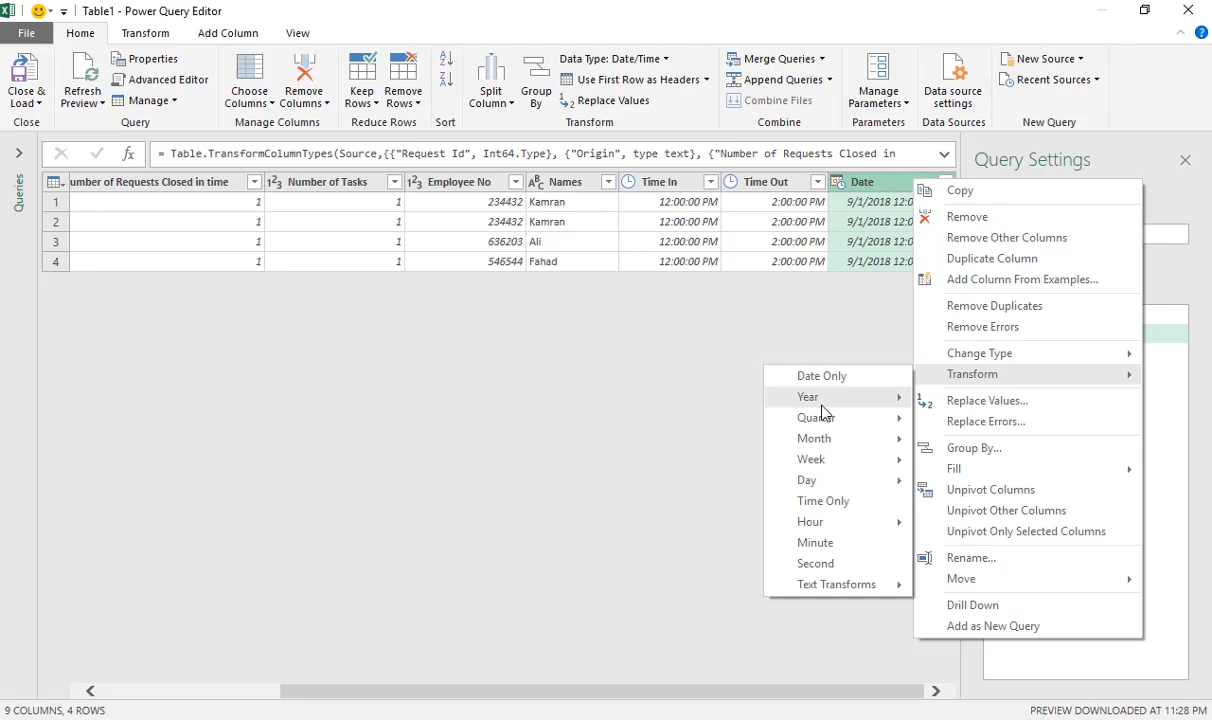 Table1 - Power Query Editor
File
Home
Transform
Add Column
View
Close & Load
Close
Refresh Preview
Properties
Advanced Editor
Manage
Query
Choose Columns
Remove Columns
Manage Columns
Keep Rows
Remove Rows
Reduce Rows
Sort
Split Column
Group By
Data Type: Date/Time
Use First Row as Headers
Replace Values
Transform
Merge Queries
Append Queries
Combine Files
Combine
Manage Parameters
Parameters
Data source settings
Data Sources
New Source
Recent Sources
New Query
Queries
= Table.TransformColumnTypes(Source,{{"Request Id", Int64.Type}, {"Origin", type text}, {"Number of Requests Closed in
Query Settings
umber of Requests Closed in time Number of Tasks Employee No Names Time In Time Out Date
1 1 1 234432 Kamran 12:00:00 PM 2:00:00 PM 9/1/2018 12:0
2 1 1 234432 Kamran 12:00:00 PM 2:00:00 PM 9/1/2018 12:0
3 1 1 636203 Ali 12:00:00 PM 2:00:00 PM 9/1/2018 12:0
4 1 1 546544 Fahad 12:00:00 PM 2:00:00 PM 9/1/2018 12:0
Copy
Remove
Remove Other Columns
Duplicate Column
Add Column From Examples...
Remove Duplicates
Remove Errors
Change Type
Transform
Replace Values...
Replace Errors...
Group By...
Fill
Unpivot Columns
Unpivot Other Columns
Unpivot Only Selected Columns
Rename...
Move
Drill Down
Add as New Query
Date Only
Year
Quarter
Month
Week
Day
Time Only
Hour
Minute
Second
Text Transforms
9 COLUMNS, 4 ROWS
PREVIEW DOWNLOADED AT 11:28 PM